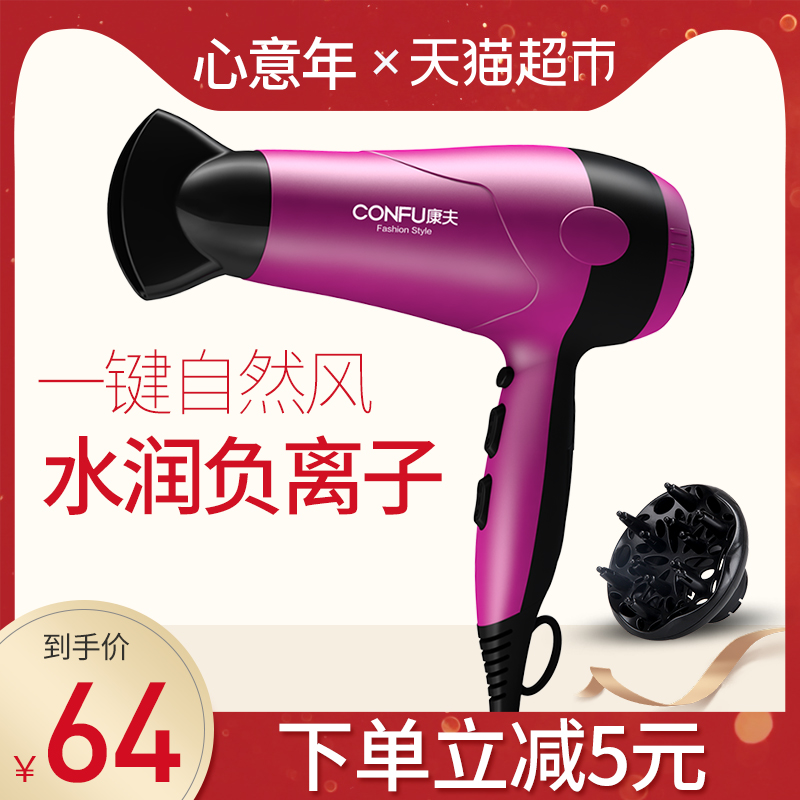 心意年×天猫超市
CONFU康夫
Fashion Style
一键自然风
水润负离子
到手价
¥64
下单立减5元